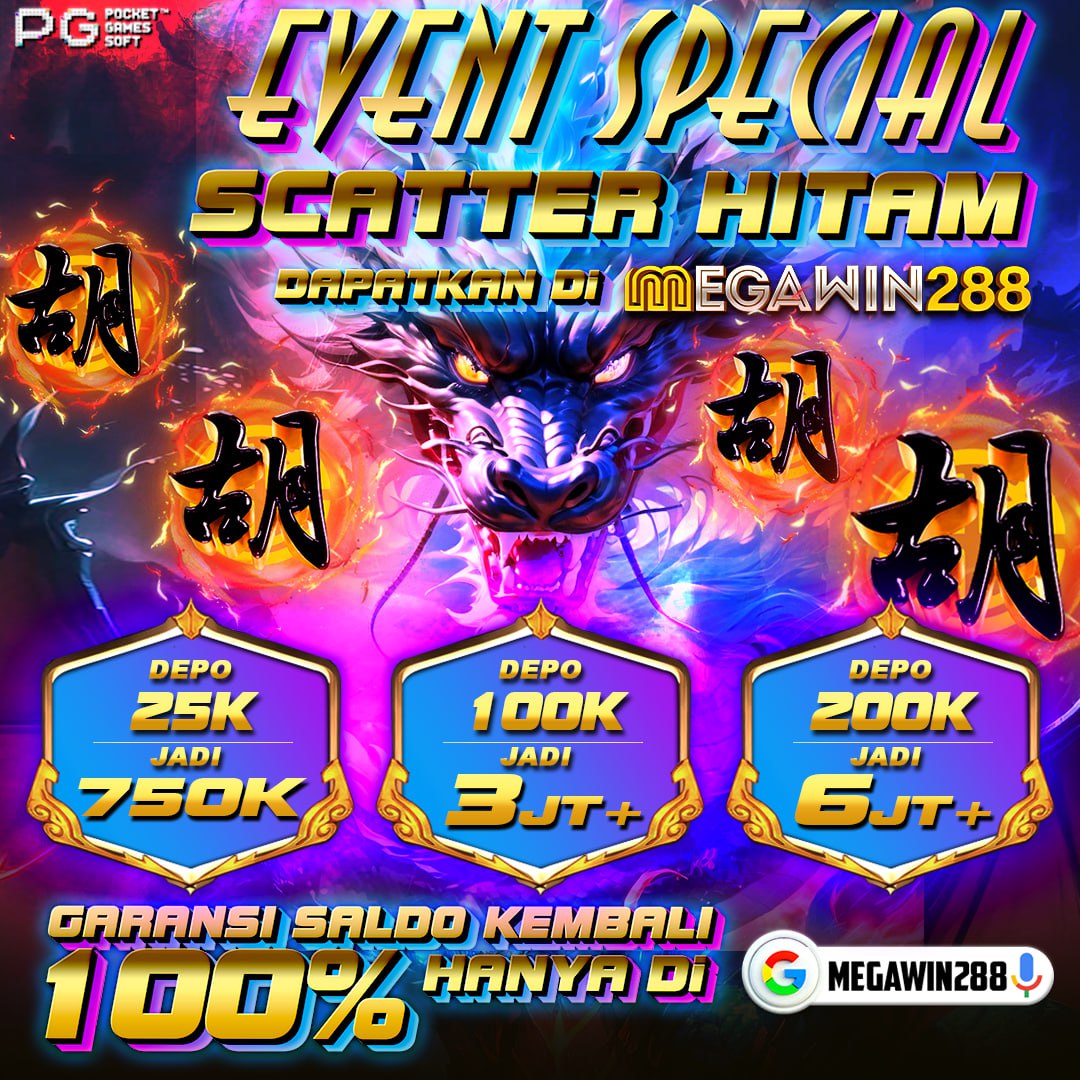 PG POCKET GAMES SOFT™
EVENT SPECIAL
SCATTER HITAM
DAPATKAN Di MEGAWIN288
胡
胡
胡
胡
DEPO
25K
JADI
750K
DEPO
100K
JADI
3JT+
DEPO
200K
JADI
6JT+
GARANSI SALDO KEMBALI
100% HANYA Di
G MEGAWIN288